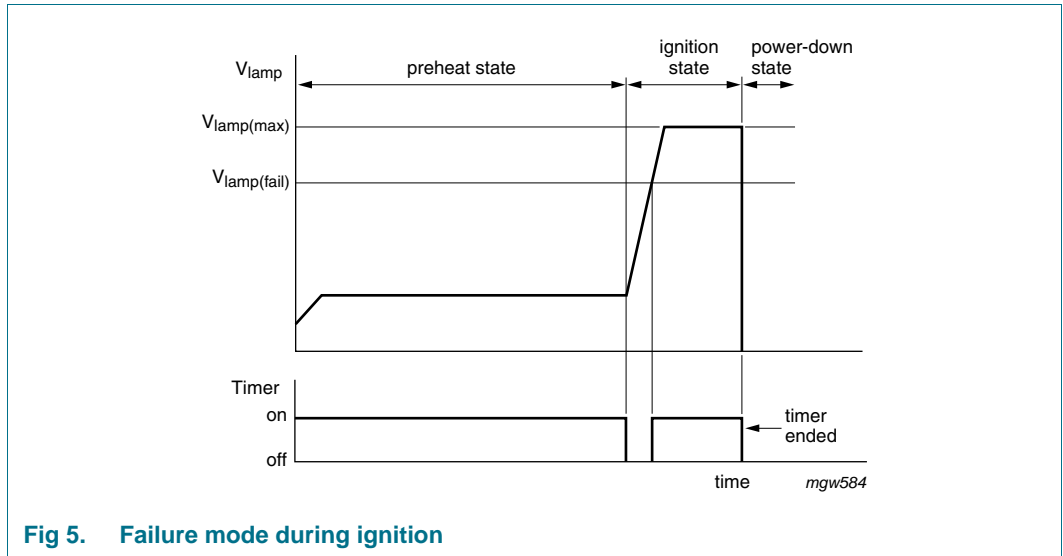 ignition
state
power-down
state
preheat state
Vlamp
Vlamp(max)
Vlamp(fail)
Timer
on
off
timer
ended
time
mgw584
Fig 5. Failure mode during ignition